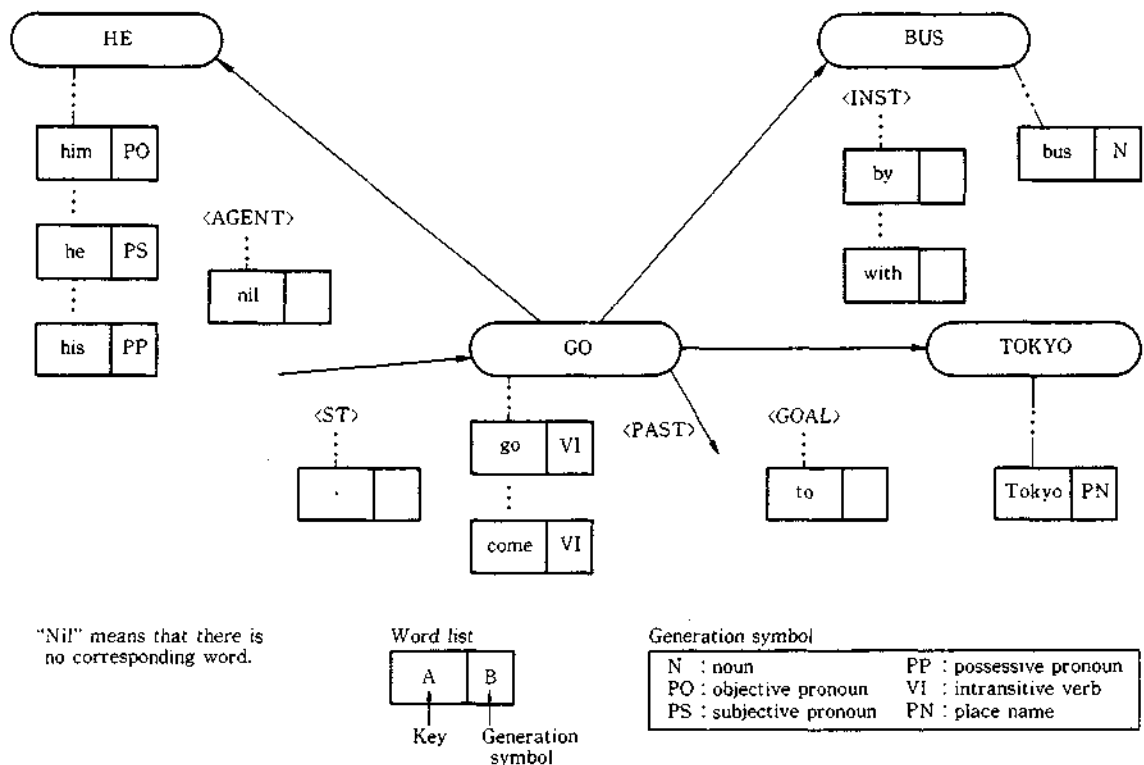 HE
BUS
<INST>
him PO
by
bus N
<AGENT>
he PS
with
nil
his PP
GO
TOKYO
<ST>
go VI
<PAST>
<GOAL>
.
to
Tokyo PN
come VI
"Nil" means that there is
no corresponding word.
Word list
A B
Key
Generation
symbol
Generation symbol
N : noun
PP : possessive pronoun
PO : objective pronoun
VI : intransitive verb
PS : subjective pronoun
PN : place name